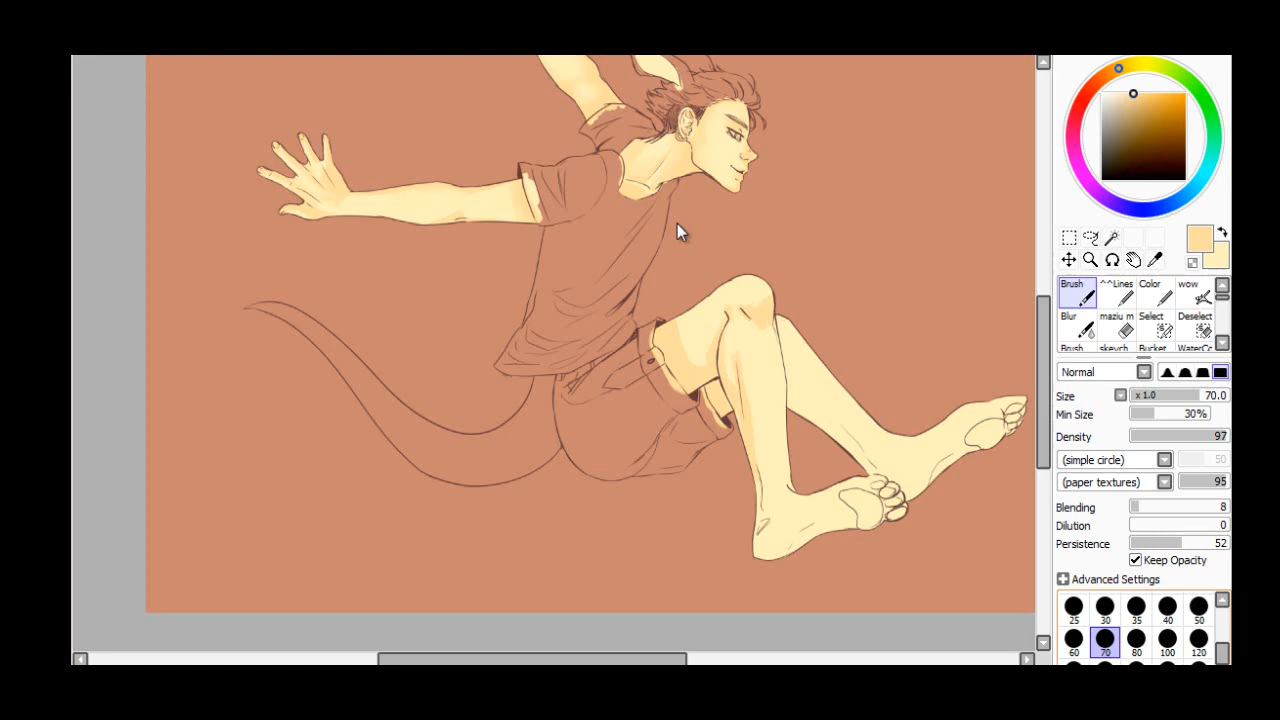 Brush ^^Lines Color wow
Blur maziu m Select Deselect
Brush skeych Bucket WaterCo
Normal
Size x 1.0 70.0
Min Size 30%
Density 97
(simple circle) 50
(paper textures) 95
Blending 8
Dilution 0
Persistence 52
Keep Opacity
Advanced Settings
25 30 35 40 50
60 70 80 100 120